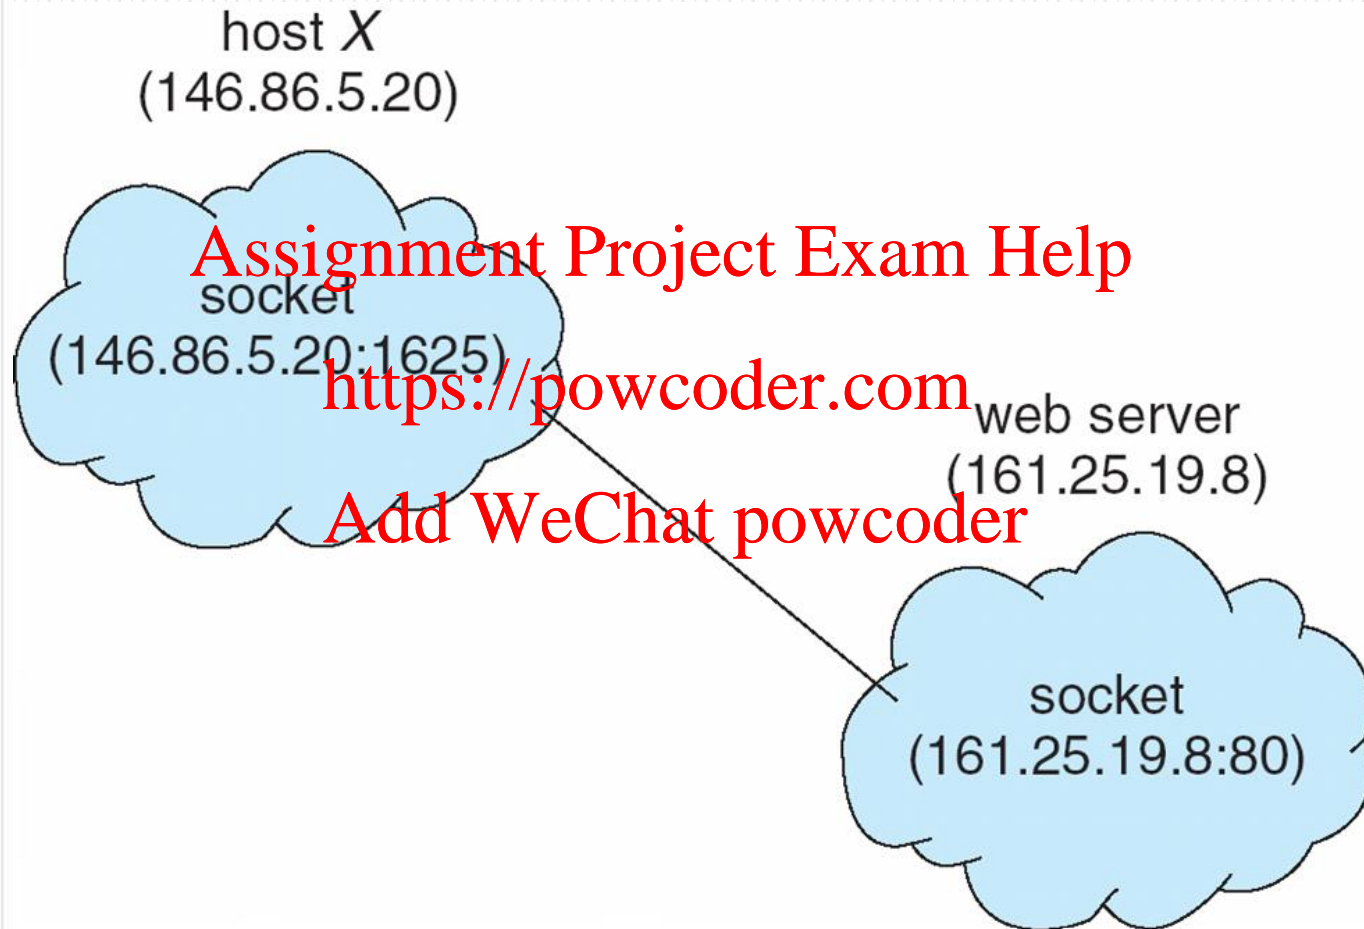 host X
(146.86.5.20)
Assignment Project Exam Help
socket
(146.86.5.20:1625)
https://powcoder.com
web server
(161.25.19.8)
Add WeChat powcoder
socket
(161.25.19.8:80)